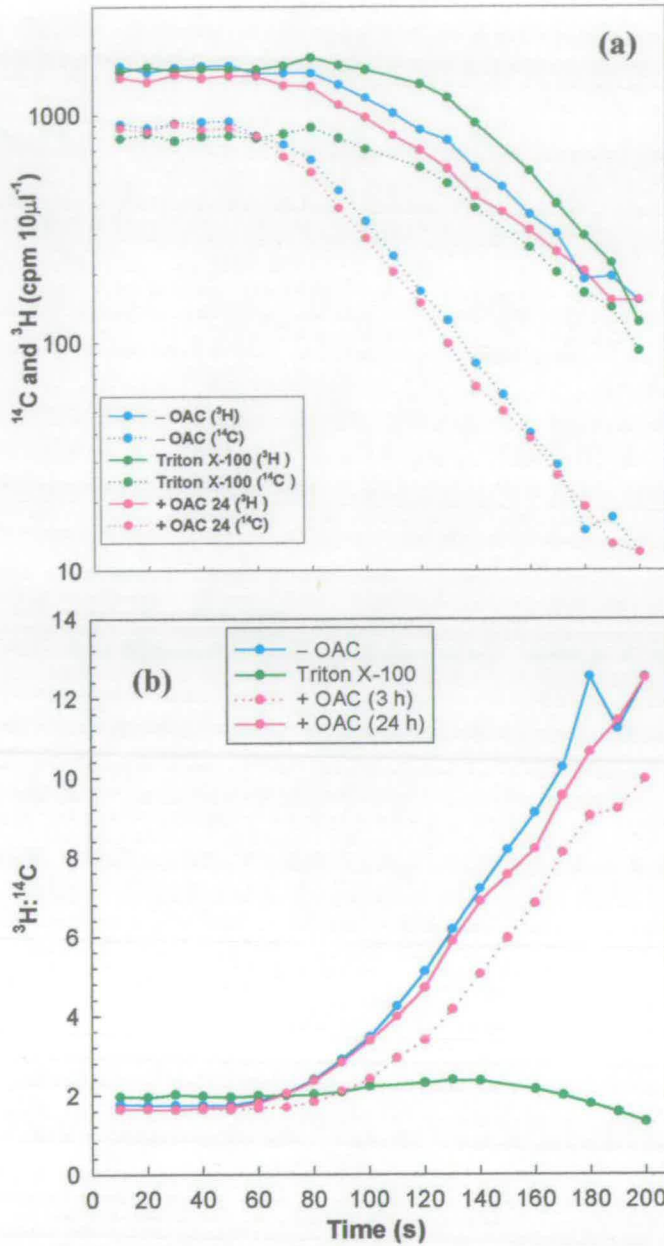 (a)
1000
100
10
¹⁴C and ³H (cpm 10µl⁻¹)
– OAC (³H)
– OAC (¹⁴C)
Triton X-100 (³H )
Triton X-100 (¹⁴C )
+ OAC 24 (³H )
+ OAC 24 (¹⁴C)
(b)
14
12
10
8
6
4
2
0
³H:¹⁴C
– OAC
Triton X-100
+ OAC (3 h)
+ OAC (24 h)
0 20 40 60 80 100 120 140 160 180 200
Time (s)